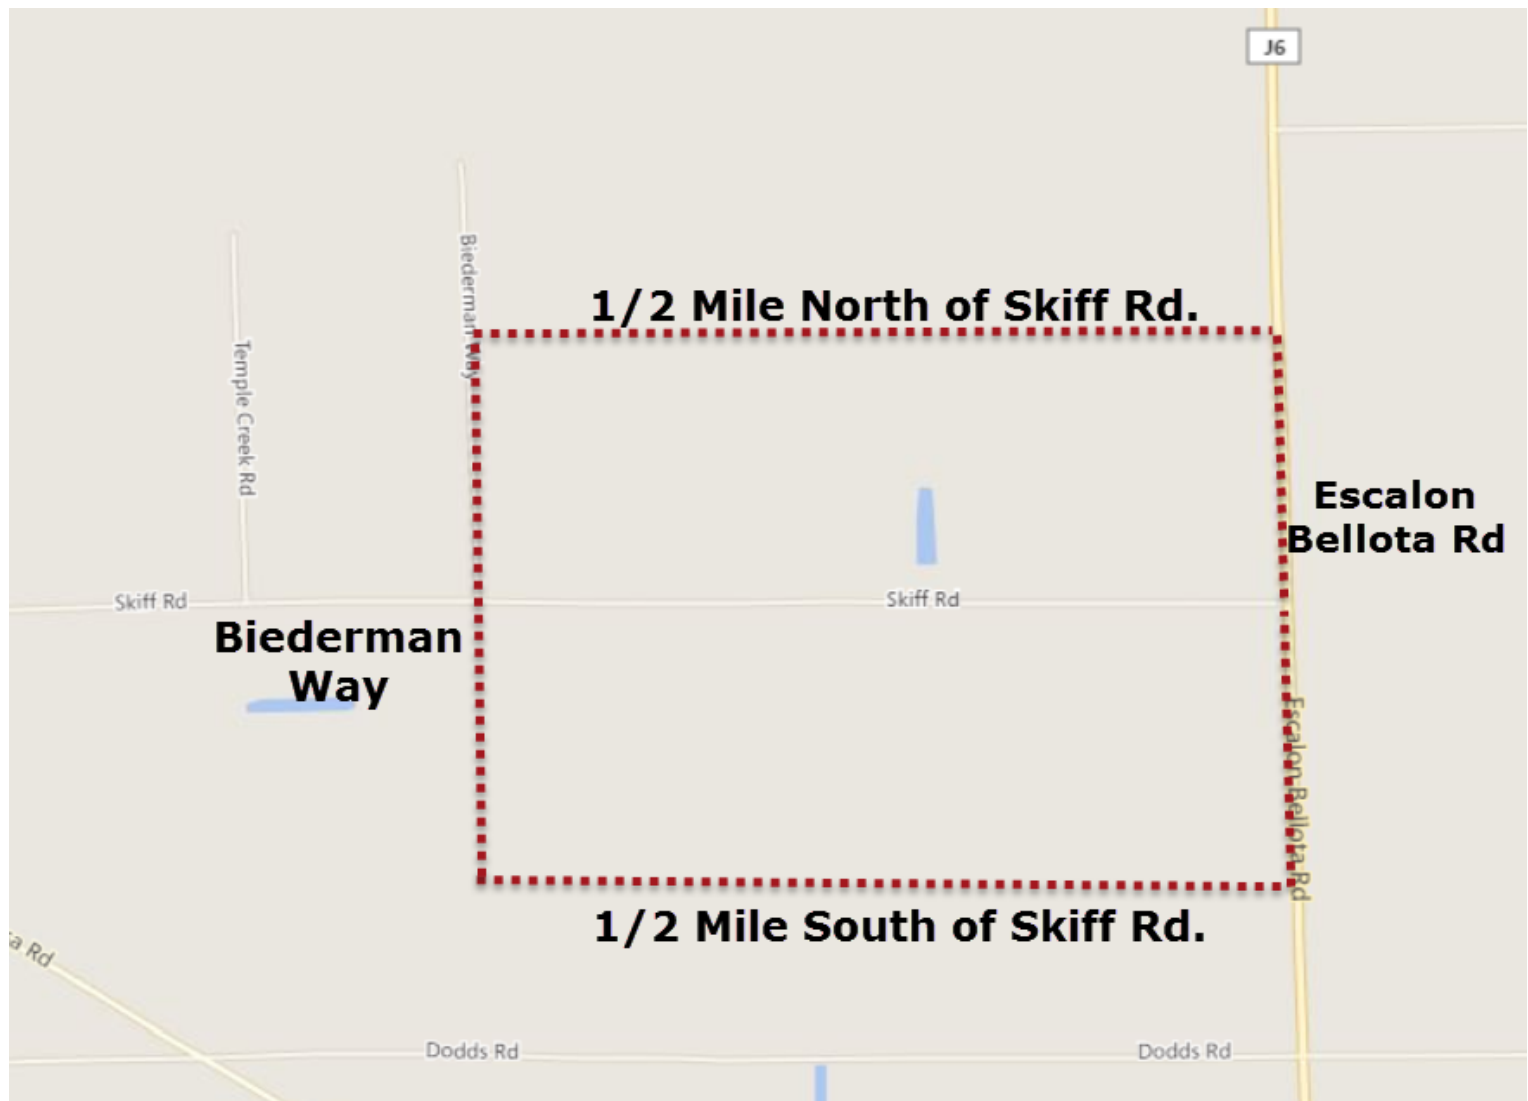 J6
Biederman Way
1/2 Mile North of Skiff Rd.
Temple Creek Rd
Escalon
Bellota Rd
Skiff Rd
Skiff Rd
Biederman
Way
Escalon Bellota Rd
1/2 Mile South of Skiff Rd.
Rd
Dodds Rd
Dodds Rd